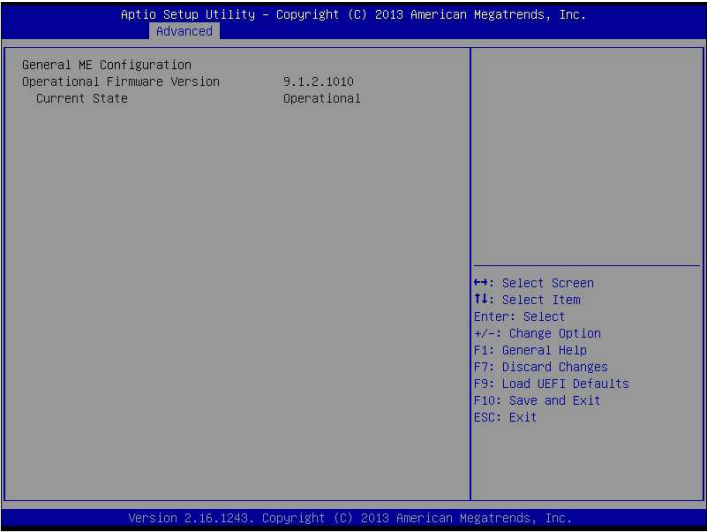 Aptio Setup Utility - Copyright (C) 2013 American Megatrends, Inc.
Advanced
General ME Configuration
Operational Firmware Version 9.1.2.1010
Current State Operational
↔: Select Screen
↑↓: Select Item
Enter: Select
+/-: Change Option
F1: General Help
F7: Discard Changes
F9: Load UEFI Defaults
F10: Save and Exit
ESC: Exit
Version 2.16.1243. Copyright (C) 2013 American Megatrends, Inc.